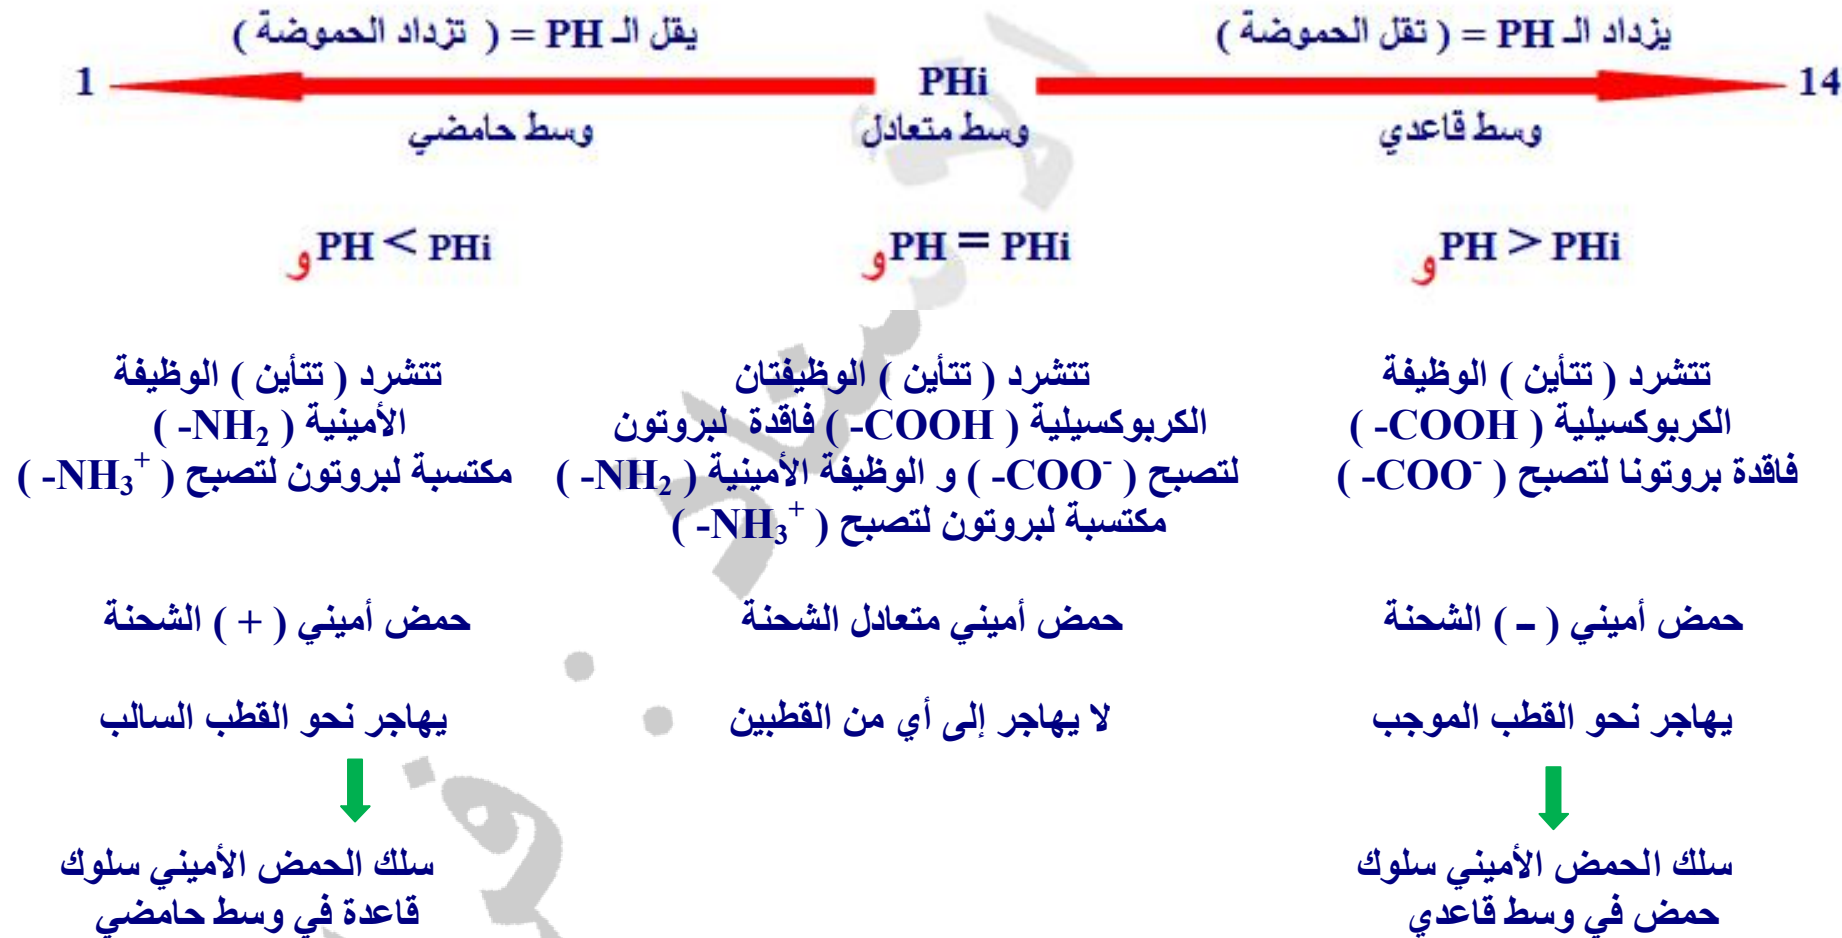 يزداد الـ PH = ( تقل الحموضة )
يقل الـ PH = ( تزداد الحموضة )
14
PHi
1
وسط قاعدي
وسط متعادل
وسط حامضي
و PH > PHi
و PH = PHi
و PH < PHi
تتشرد ( تتأين ) الوظيفة
الكربوكسيلية ( -COOH )
فاقدة بروتونا لتصبح ( -COO⁻ )
تتشرد ( تتأين ) الوظيفتان
الكربوكسيلية ( -COOH ) فاقدة لبروتون
لتصبح ( -COO⁻ ) و الوظيفة الأمينية ( -NH₂ )
مكتسبة لبروتون لتصبح ( -NH₃⁺ )
تتشرد ( تتأين ) الوظيفة
الأمينية ( -NH₂ )
مكتسبة لبروتون لتصبح ( -NH₃⁺ )
حمض أميني ( - ) الشحنة
حمض أميني متعادل الشحنة
حمض أميني ( + ) الشحنة
يهاجر نحو القطب الموجب
لا يهاجر إلى أي من القطبين
يهاجر نحو القطب السالب
سلك الحمض الأميني سلوك
حمض في وسط قاعدي
سلك الحمض الأميني سلوك
قاعدة في وسط حامضي